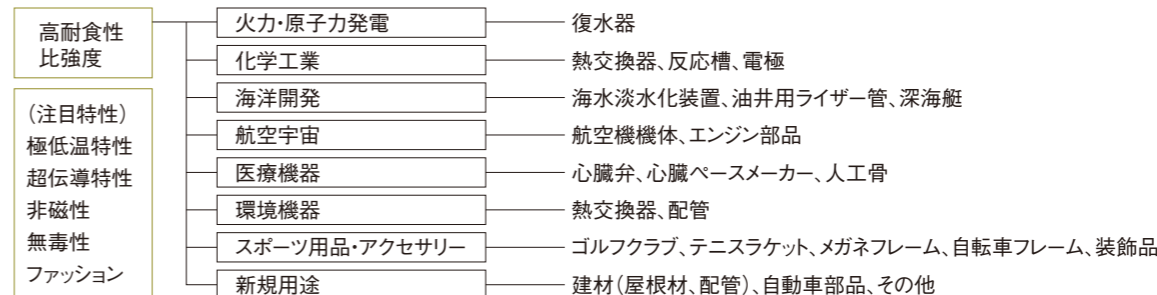 高耐食性
比強度
(注目特性)
極低温特性
超伝導特性
非磁性
無毒性
ファッション
火力・原子力発電 復水器
化学工業 熱交換器、反応槽、電極
海洋開発 海水淡水化装置、油井用ライザー管、深海艇
航空宇宙 航空機機体、エンジン部品
医療機器 心臓弁、心臓ペースメーカー、人工骨
環境機器 熱交換器、配管
スポーツ用品・アクセサリー ゴルフクラブ、テニスラケット、メガネフレーム、自転車フレーム、装飾品
新規用途 建材(屋根材、配管)、自動車部品、その他